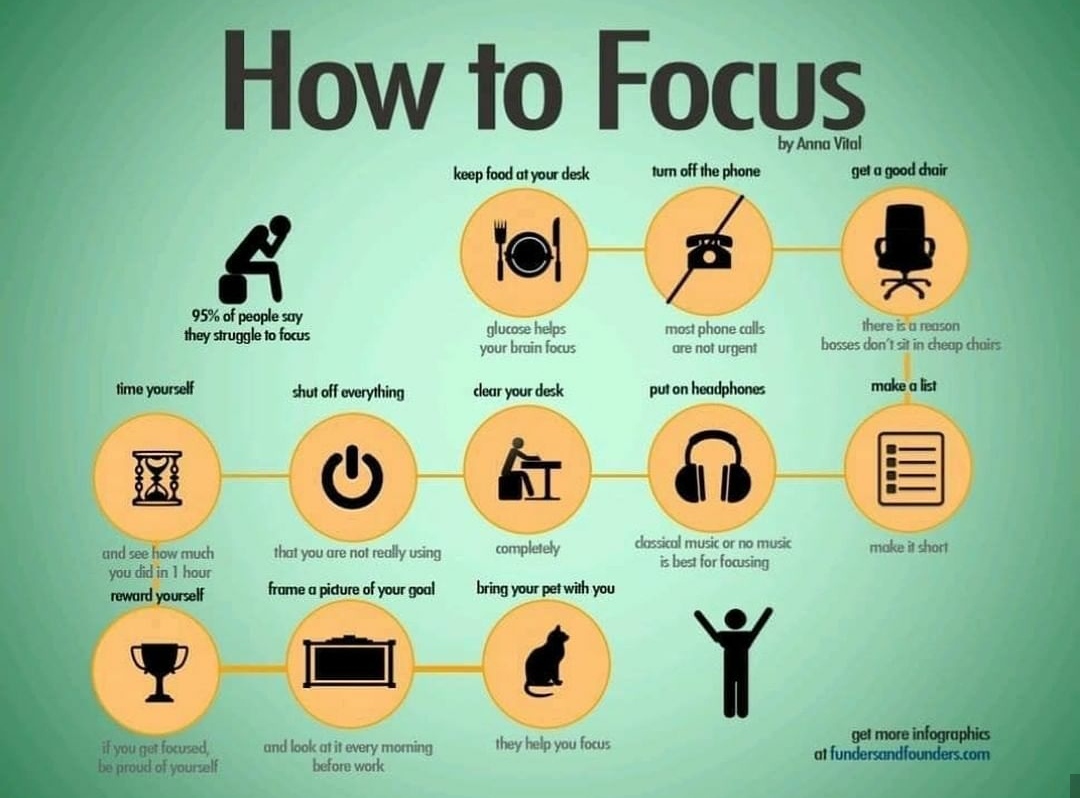 How to Focus
by Anna Vital
95% of people say
they struggle to focus
keep food at your desk
glucose helps
your brain focus
turn off the phone
most phone calls
are not urgent
get a good chair
there is a reason
bosses don't sit in cheap chairs
make a list
make it short
put on headphones
classical music or no music
is best for focusing
clear your desk
completely
shut off everything
that you are not really using
time yourself
and see how much
you did in 1 hour
reward yourself
if you get focused,
be proud of yourself
frame a picture of your goal
and look at it every morning
before work
bring your pet with you
they help you focus
get more infographics
at fundersandfounders.com